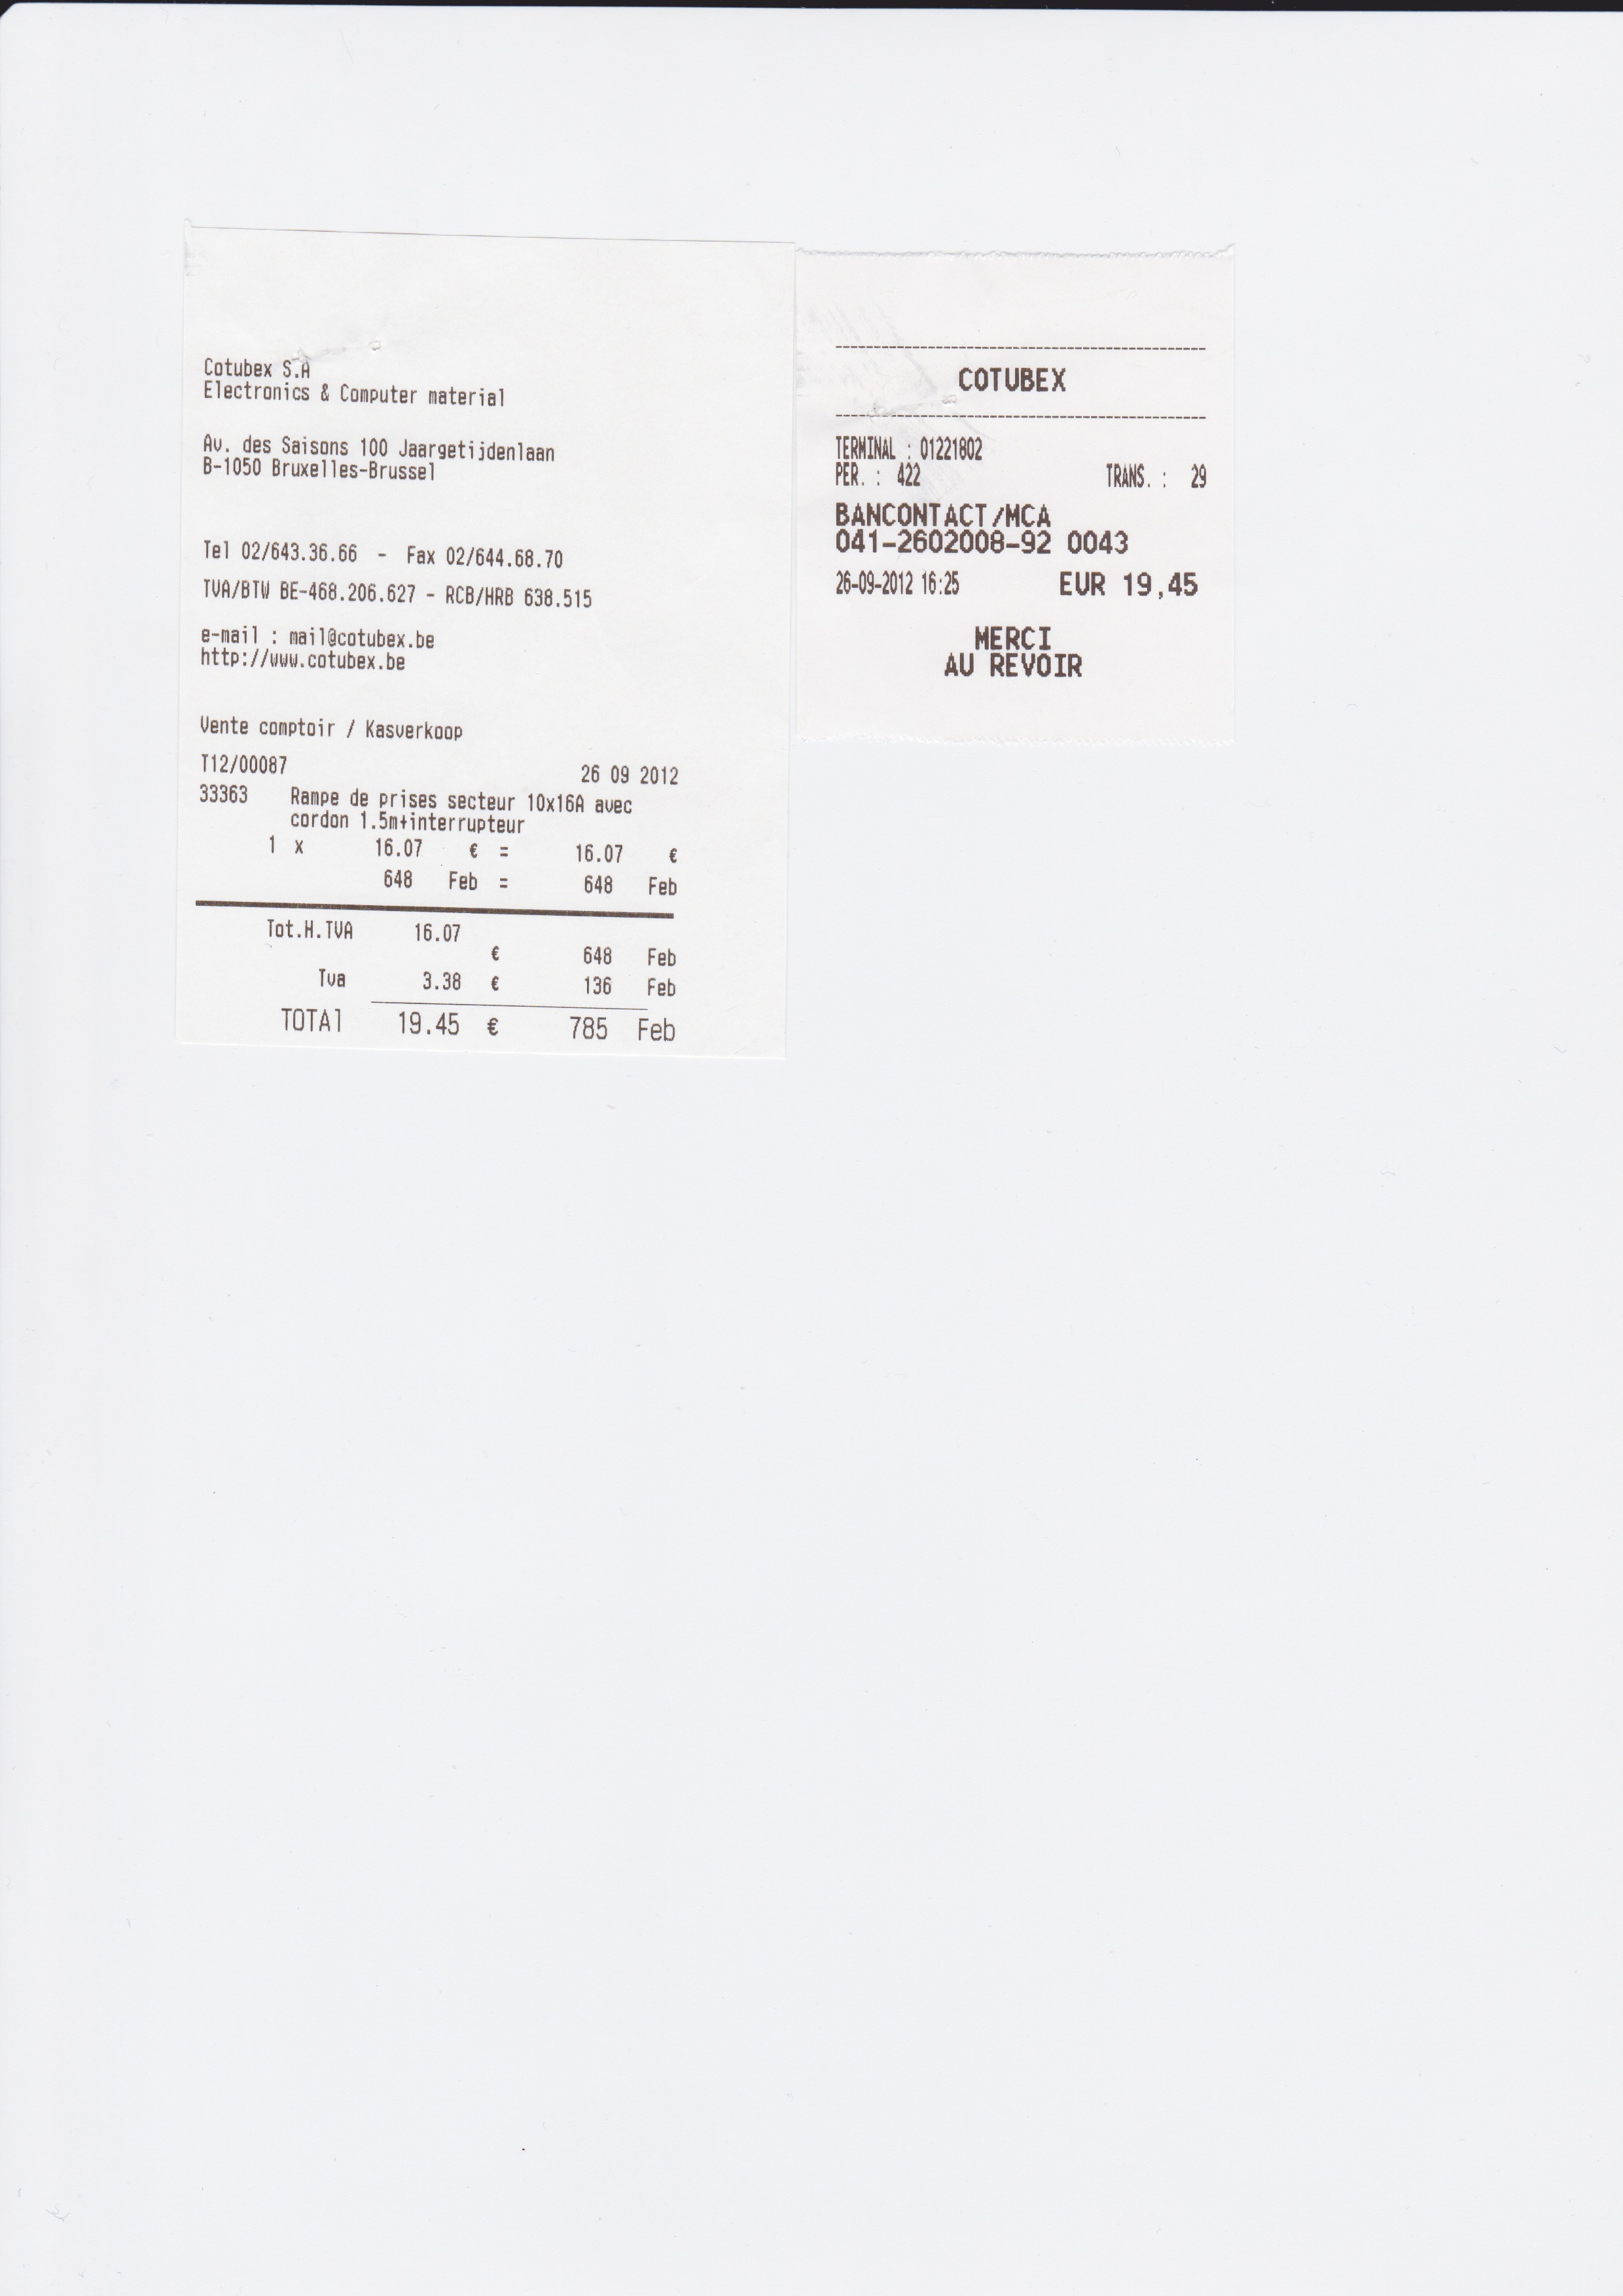 Cotubex S.A
Electronics & Computer material
Av. des Saisons 100 Jaargetijdenlaan
B-1050 Bruxelles-Brussel
Tel 02/643.36.66 - Fax 02/644.68.70
TVA/BTW BE-468.206.627 - RCB/HRB 638.515
e-mail : mail@cotubex.be
http://www.cotubex.be
Vente comptoir / Kasverkoop
T12/00087 26 09 2012
33363 Rampe de prises secteur 10x16A avec
cordon 1.5m+interrupteur
1 x 16.07 € = 16.07 €
648 Feb = 648 Feb
Tot.H.TVA 16.07
€ 648 Feb
Tva 3.38 € 136 Feb
TOTAl 19.45 € 785 Feb
COTUBEX
TERMINAL : 01221802
PER. : 422 TRANS. : 29
BANCONTACT/MCA
041-2602008-92 0043
26-09-2012 16:25 EUR 19,45
MERCI
AU REVOIR